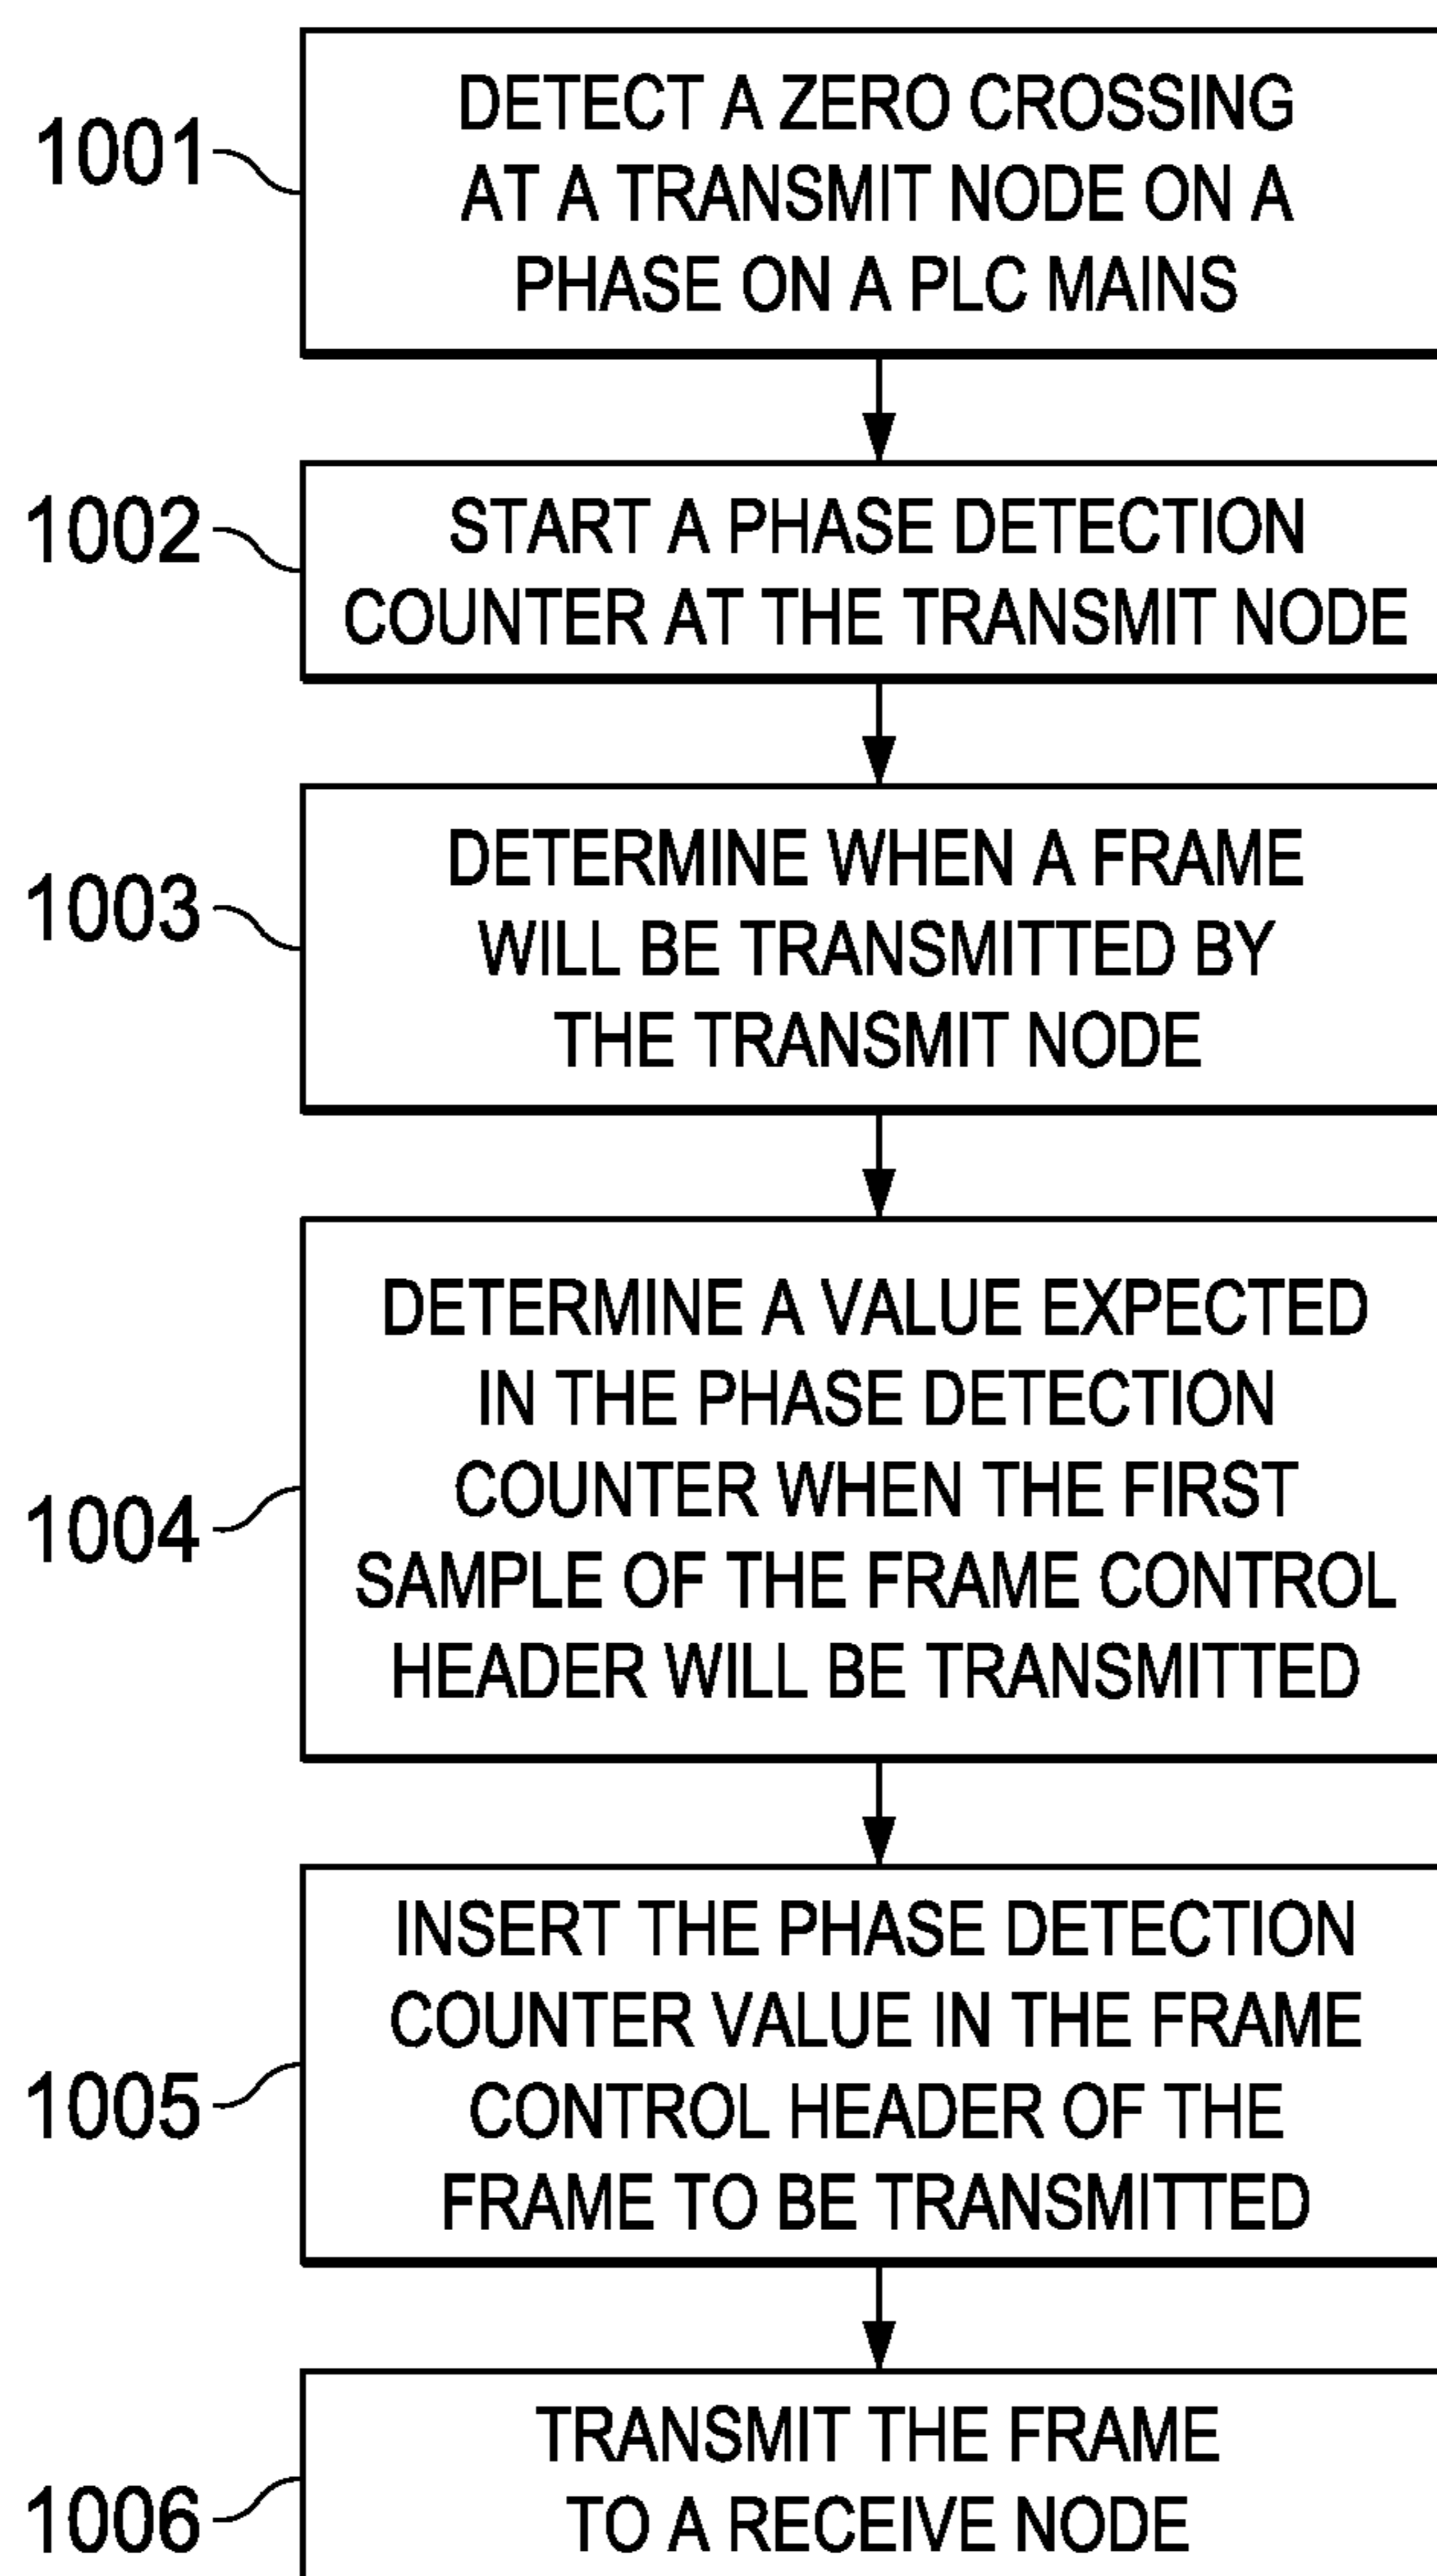 1001
DETECT A ZERO CROSSING
AT A TRANSMIT NODE ON A
PHASE ON A PLC MAINS
1002
START A PHASE DETECTION
COUNTER AT THE TRANSMIT NODE
1003
DETERMINE WHEN A FRAME
WILL BE TRANSMITTED BY
THE TRANSMIT NODE
1004
DETERMINE A VALUE EXPECTED
IN THE PHASE DETECTION
COUNTER WHEN THE FIRST
SAMPLE OF THE FRAME CONTROL
HEADER WILL BE TRANSMITTED
1005
INSERT THE PHASE DETECTION
COUNTER VALUE IN THE FRAME
CONTROL HEADER OF THE
FRAME TO BE TRANSMITTED
1006
TRANSMIT THE FRAME
TO A RECEIVE NODE